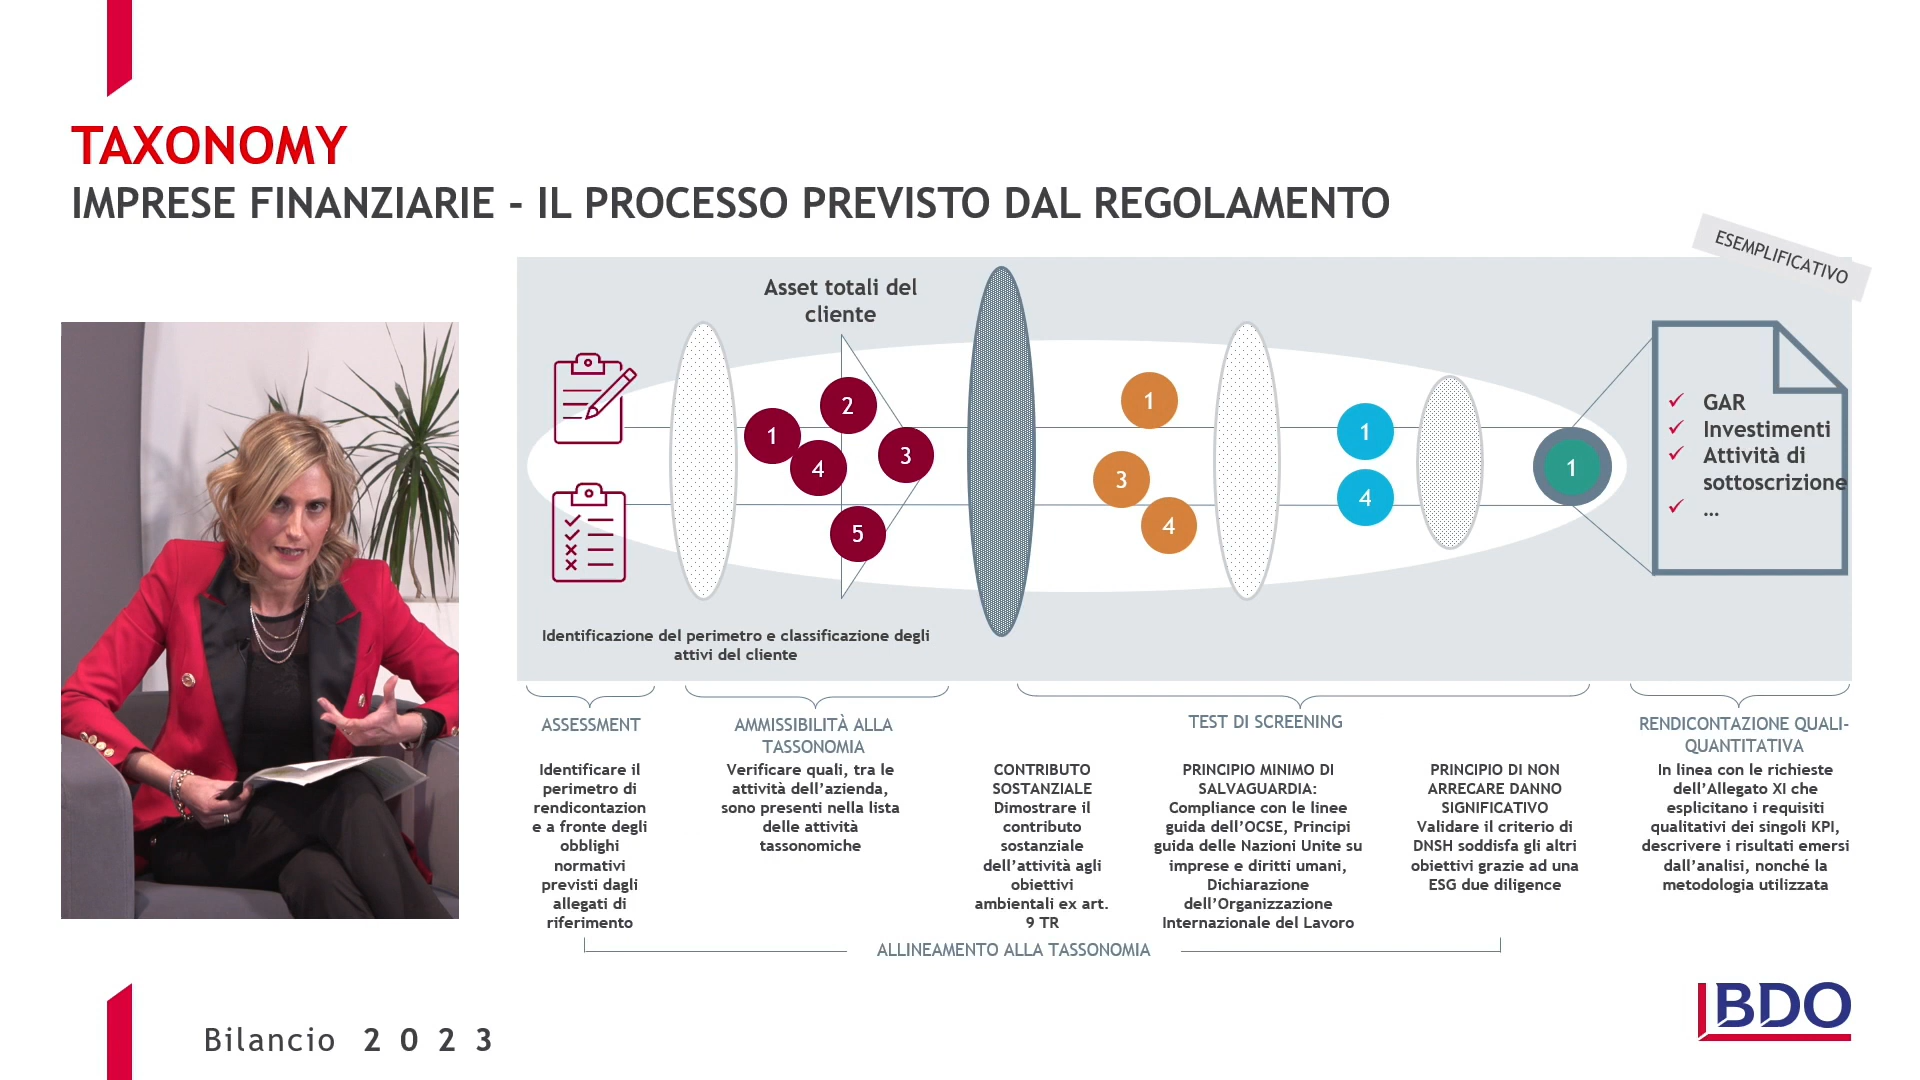 TAXONOMY
IMPRESE FINANZIARIE - IL PROCESSO PREVISTO DAL REGOLAMENTO
ESEMPLIFICATIVO
Asset totali del
cliente
1
2
3
4
5
1
3
4
1
4
1
GAR
Investimenti
Attività di
sottoscrizione
...
Identificazione del perimetro e classificazione degli
attivi del cliente
ASSESSMENT
Identificare il
perimetro di
rendicontazion
e a fronte degli
obblighi
normativi
previsti dagli
allegati di
riferimento
AMMISSIBILITÀ ALLA
TASSONOMIA
Verificare quali, tra le
attività dell'azienda,
sono presenti nella lista
delle attività
tassonomiche
TEST DI SCREENING
CONTRIBUTO
SOSTANZIALE
Dimostrare il
contributo
sostanziale
dell'attività agli
obiettivi
ambientali ex art.
9 TR
PRINCIPIO MINIMO DI
SALVAGUARDIA:
Compliance con le linee
guida dell'OCSE, Principi
guida delle Nazioni Unite su
imprese e diritti umani,
Dichiarazione
dell'Organizzazione
Internazionale del Lavoro
PRINCIPIO DI NON
ARRECARE DANNO
SIGNIFICATIVO
Validare il criterio di
DNSH soddisfa gli altri
obiettivi grazie ad una
ESG due diligence
RENDICONTAZIONE QUALI-
QUANTITATIVA
In linea con le richieste
dell'Allegato XI che
esplicitano i requisiti
qualitativi dei singoli KPI,
descrivere i risultati emersi
dall'analisi, nonché la
metodologia utilizzata
ALLINEAMENTO ALLA TASSONOMIA
Bilancio 2023
BDO